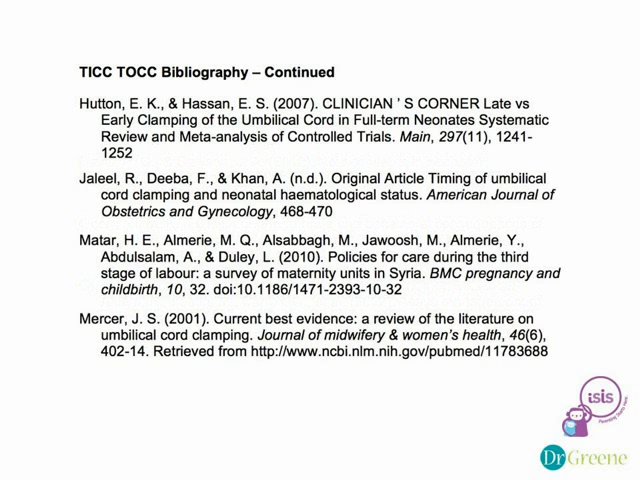 TICC TOCC Bibliography – Continued
Hutton, E. K., & Hassan, E. S. (2007). CLINICIAN ’ S CORNER Late vs
Early Clamping of the Umbilical Cord in Full-term Neonates Systematic
Review and Meta-analysis of Controlled Trials. Main, 297(11), 1241-
1252
Jaleel, R., Deeba, F., & Khan, A. (n.d.). Original Article Timing of umbilical
cord clamping and neonatal haematological status. American Journal of
Obstetrics and Gynecology, 468-470
Matar, H. E., Almerie, M. Q., Alsabbagh, M., Jawoosh, M., Almerie, Y.,
Abdulsalam, A., & Duley, L. (2010). Policies for care during the third
stage of labour: a survey of maternity units in Syria. BMC pregnancy and
childbirth, 10, 32. doi:10.1186/1471-2393-10-32
Mercer, J. S. (2001). Current best evidence: a review of the literature on
umbilical cord clamping. Journal of midwifery & women’s health, 46(6),
402-14. Retrieved from http://www.ncbi.nlm.nih.gov/pubmed/11783688
isis
DrGreene